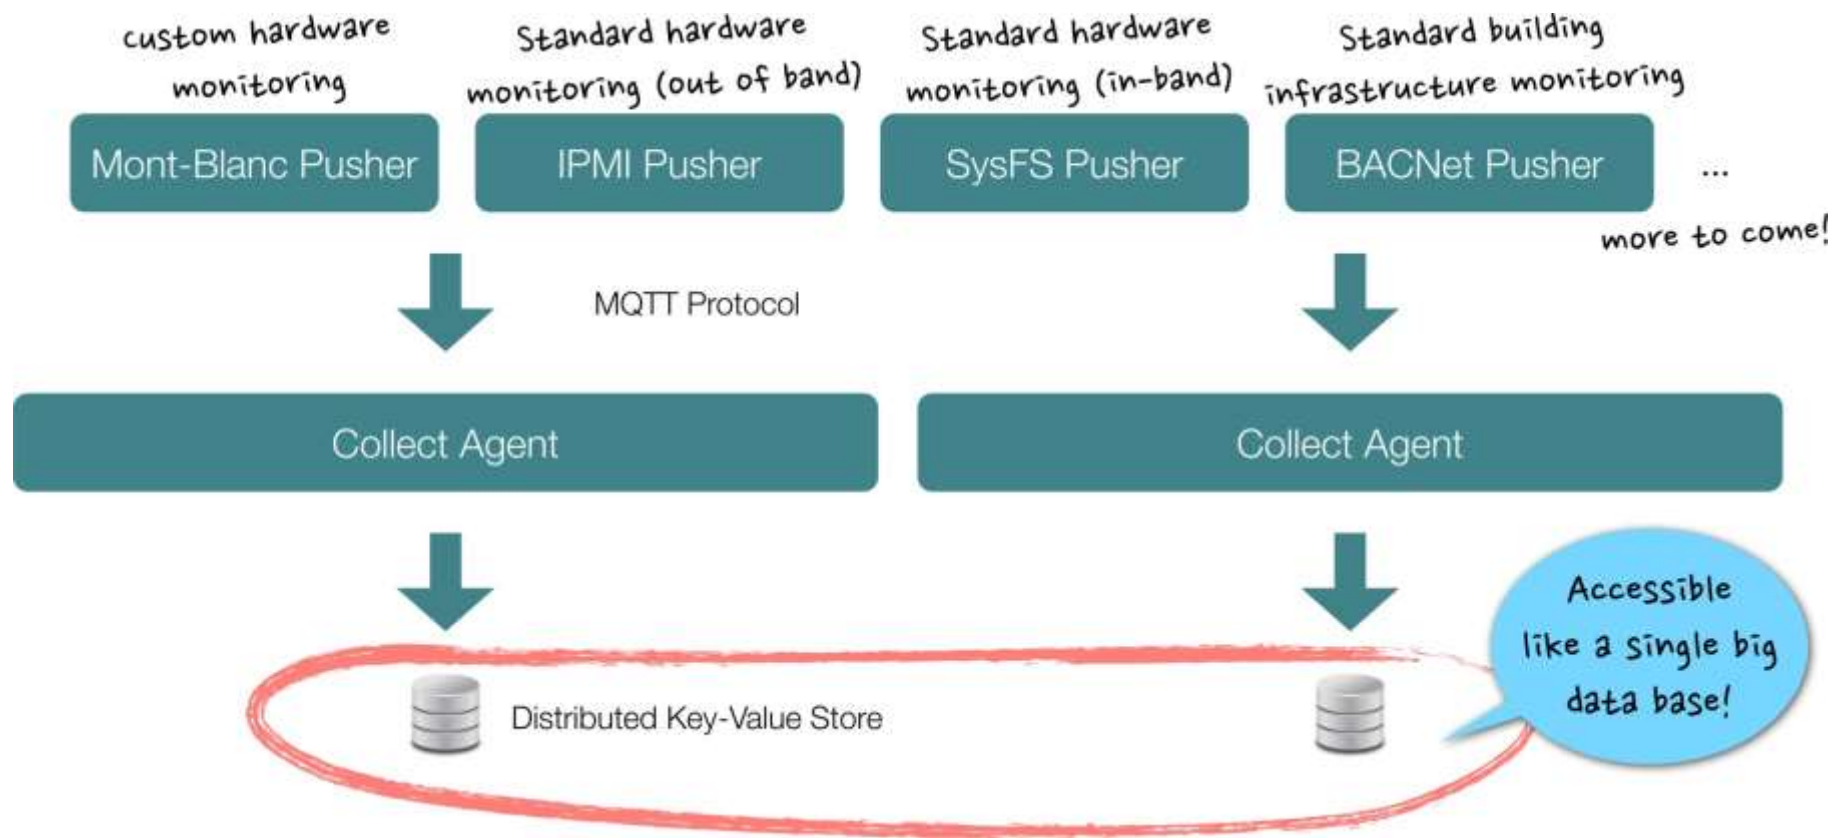 custom hardware
monitoring
Standard hardware
monitoring (out of band)
Standard hardware
monitoring (in-band)
Standard building
infrastructure monitoring
Mont-Blanc Pusher
IPMI Pusher
SysFS Pusher
BACNet Pusher
...
more to come!
MQTT Protocol
Collect Agent
Collect Agent
Accessible
like a single big
data base!
Distributed Key-Value Store